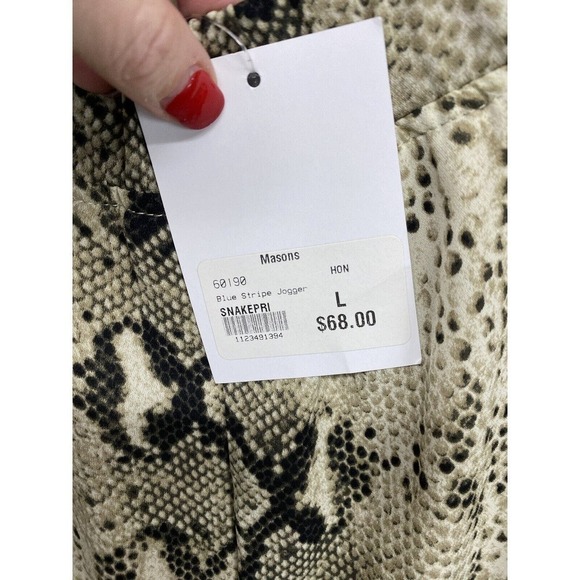 Masons
60190
HON
Blue Stripe Jogger
L
SNAKEPRI
$68.00
1123491394